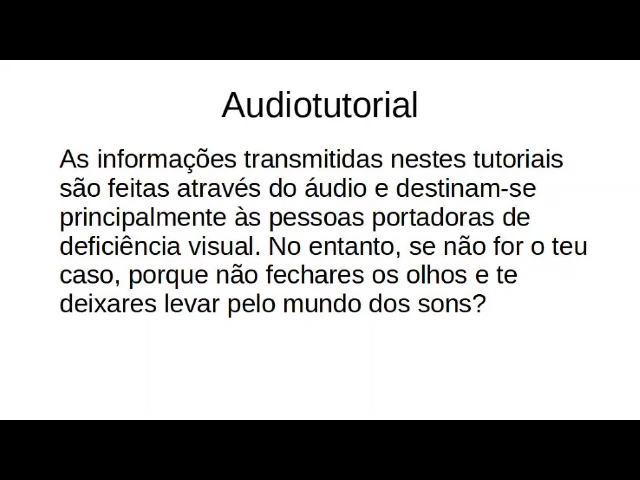 Audiotutorial
As informações transmitidas nestes tutoriais
são feitas através do áudio e destinam-se
principalmente às pessoas portadoras de
deficiência visual. No entanto, se não for o teu
caso, porque não fechares os olhos e te
deixares levar pelo mundo dos sons?